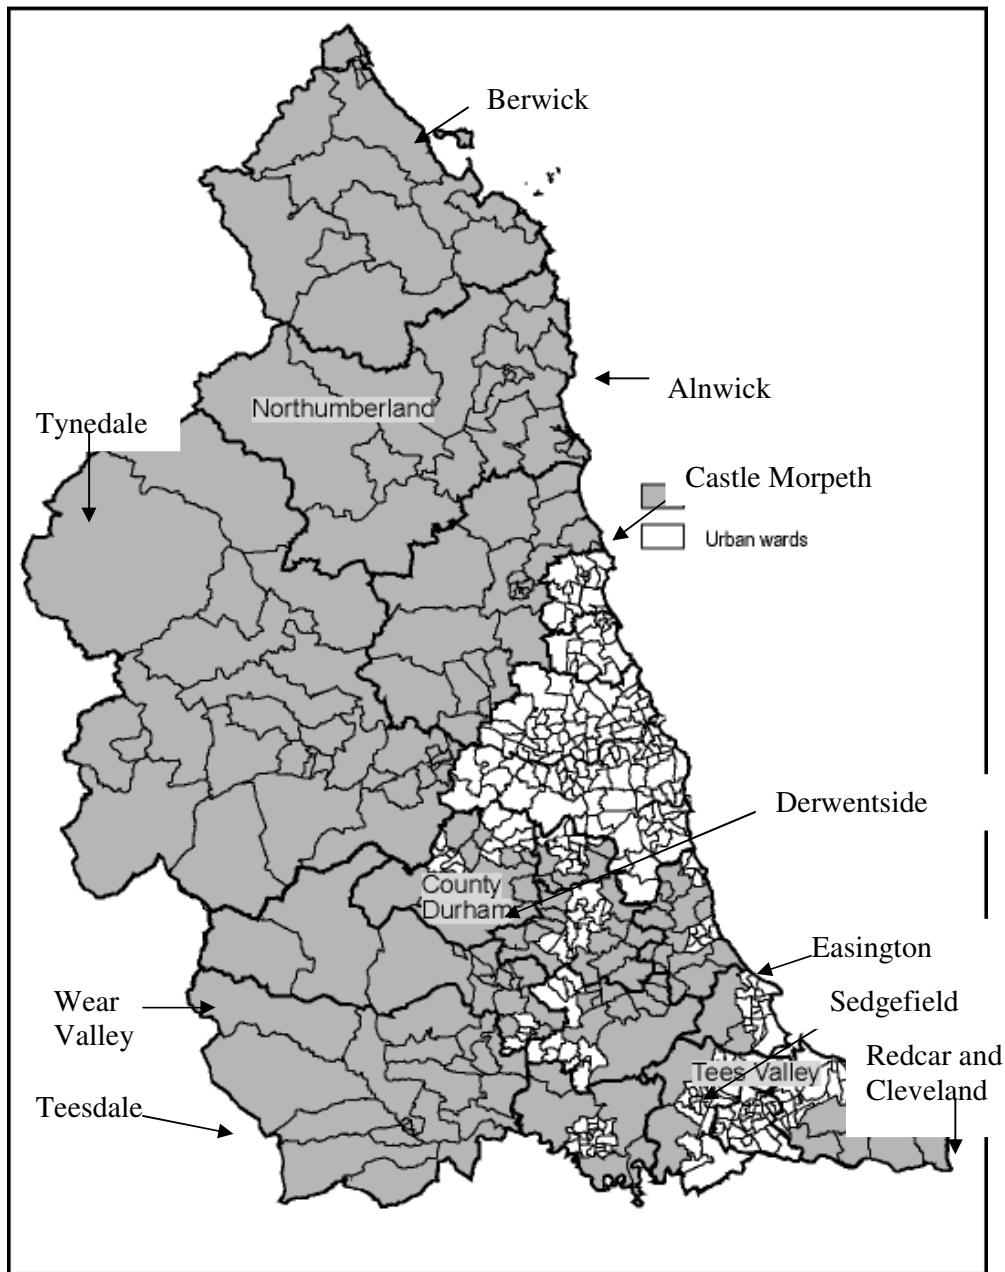 Berwick
Alnwick
Northumberland
Tynedale
Castle Morpeth
Urban wards
Derwentside
County
Durham
Easington
Wear
Valley
Sedgefield
Redcar and
Cleveland
Tees Valley
Teesdale